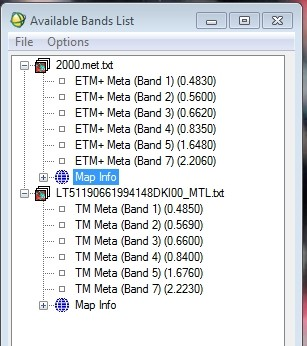 Available Bands List
File Options
2000.met.txt
ETM+ Meta (Band 1) (0.4830)
ETM+ Meta (Band 2) (0.5600)
ETM+ Meta (Band 3) (0.6620)
ETM+ Meta (Band 4) (0.8350)
ETM+ Meta (Band 5) (1.6480)
ETM+ Meta (Band 7) (2.2060)
Map Info
LT51190661994148DKI00_MTL.txt
TM Meta (Band 1) (0.4850)
TM Meta (Band 2) (0.5690)
TM Meta (Band 3) (0.6600)
TM Meta (Band 4) (0.8400)
TM Meta (Band 5) (1.6760)
TM Meta (Band 7) (2.2230)
Map Info